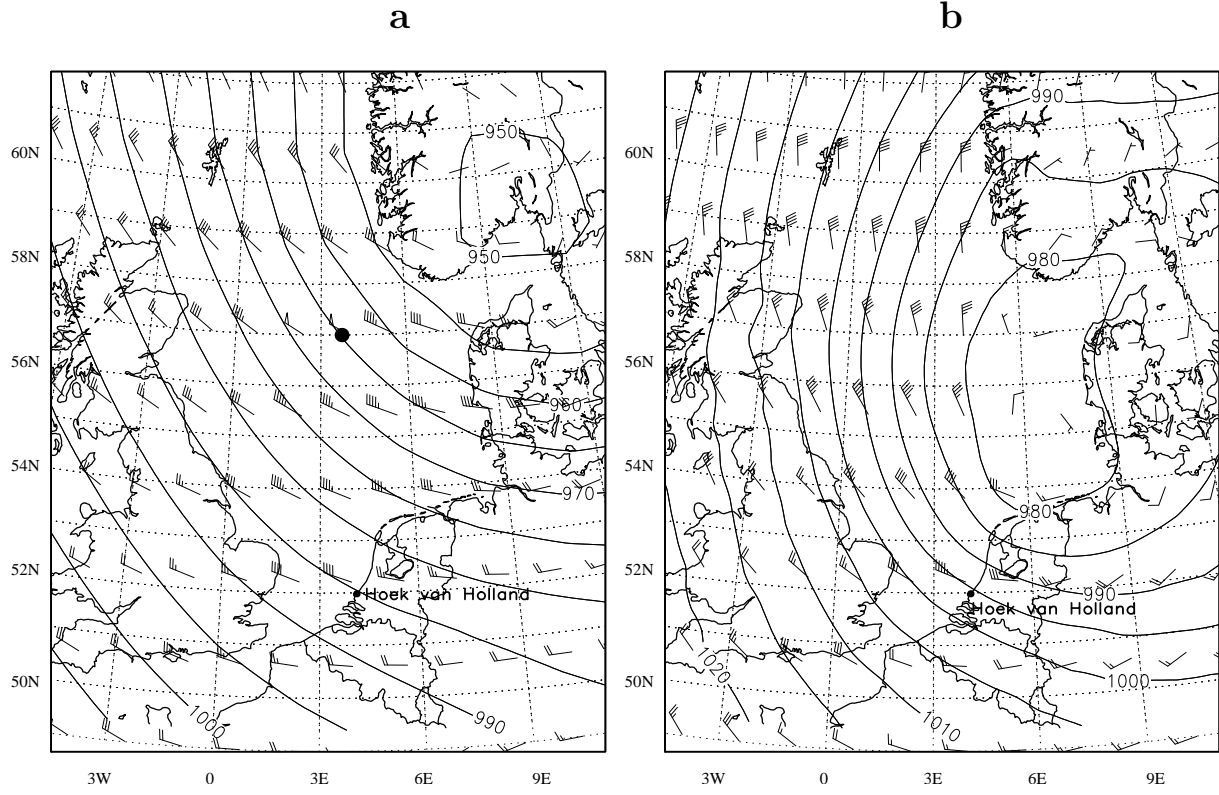 a b
990
950
60N 60N
58N 58N
950 980
56N 56N
960
54N 54N
970
980
52N 52N
Hoek van Holland 990
Hoek van Holland
50N 50N
1020 1000
1000 990 1010
3W 0 3E 6E 9E 3W 0 3E 6E 9E